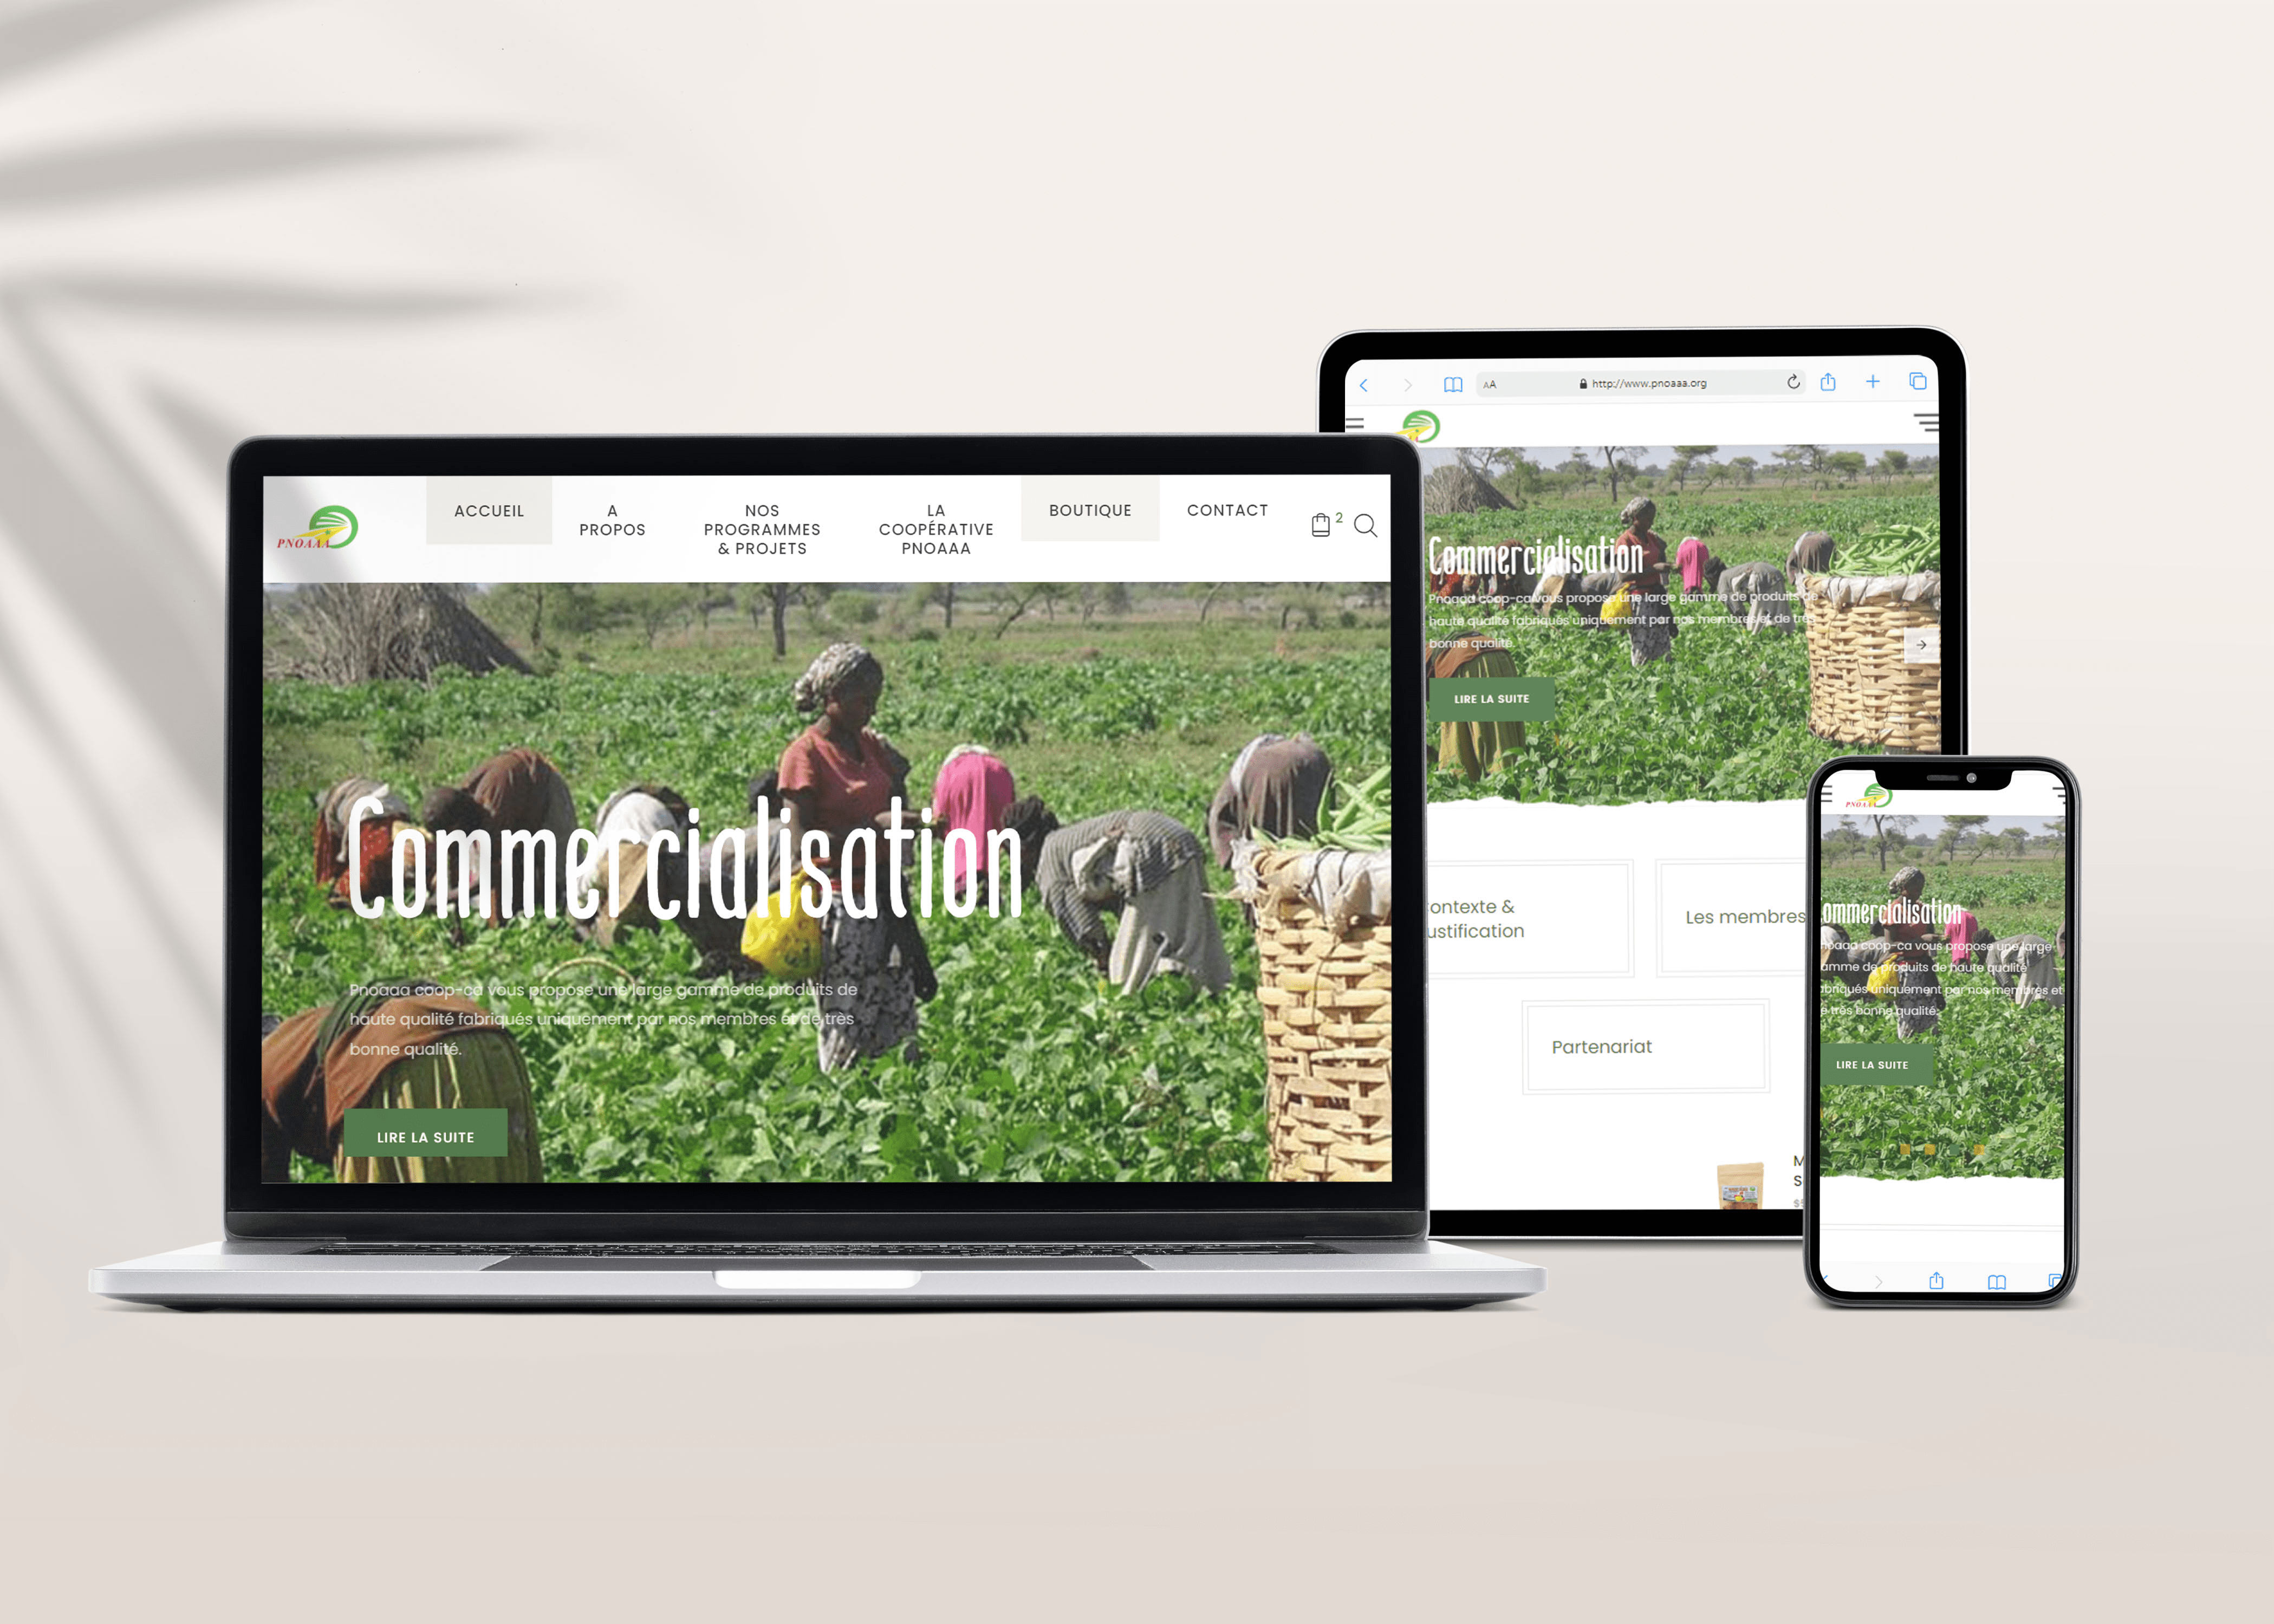 PNOAAA
ACCUEIL
A
PROPOS
NOS
PROGRAMMES
& PROJETS
LA
COOPÉRATIVE
PNOAAA
BOUTIQUE
CONTACT
2
Commercialisation
Pnoaaa coop-ca vous propose une large gamme de produits de
haute qualité fabriqués uniquement par nos membres et de très
bonne qualité.
LIRE LA SUITE
AA
http://www.pnoaaa.org
Commercialisation
Pnoaaa coop-ca vous propose une large gamme de produits de
haute qualité fabriqués uniquement par nos membres et de très
bonne qualité.
LIRE LA SUITE
ontexte &
ustification
Les membres
Partenariat
M
S
PNOAAA
ommercialisation
noaaa coop-ca vous propose une large
amme de produits de haute qualité
briqués uniquement par nos membres et
e très bonne qualité.
LIRE LA SUITE